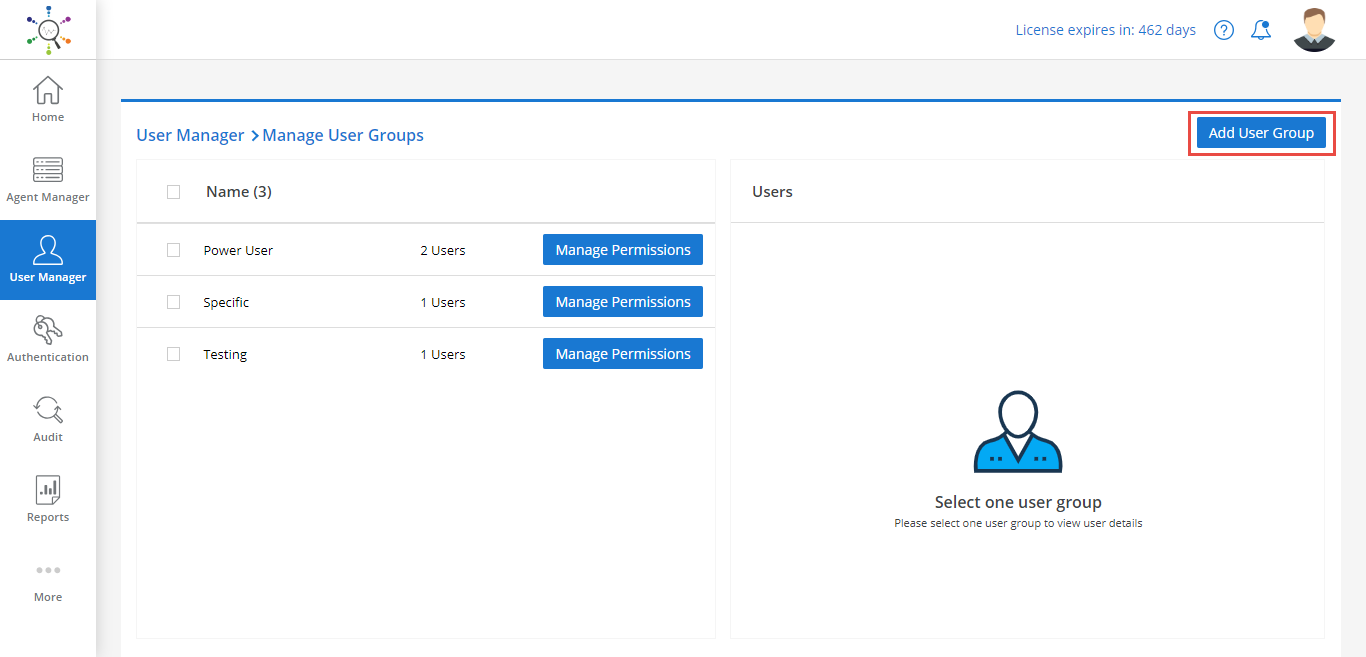 License expires in: 462 days
Home
Agent Manager
User Manager
Authentication
Audit
Reports
More
User Manager > Manage User Groups
Add User Group
Name (3)
Power User 2 Users Manage Permissions
Specific 1 Users Manage Permissions
Testing 1 Users Manage Permissions
Users
Select one user group
Please select one user group to view user details